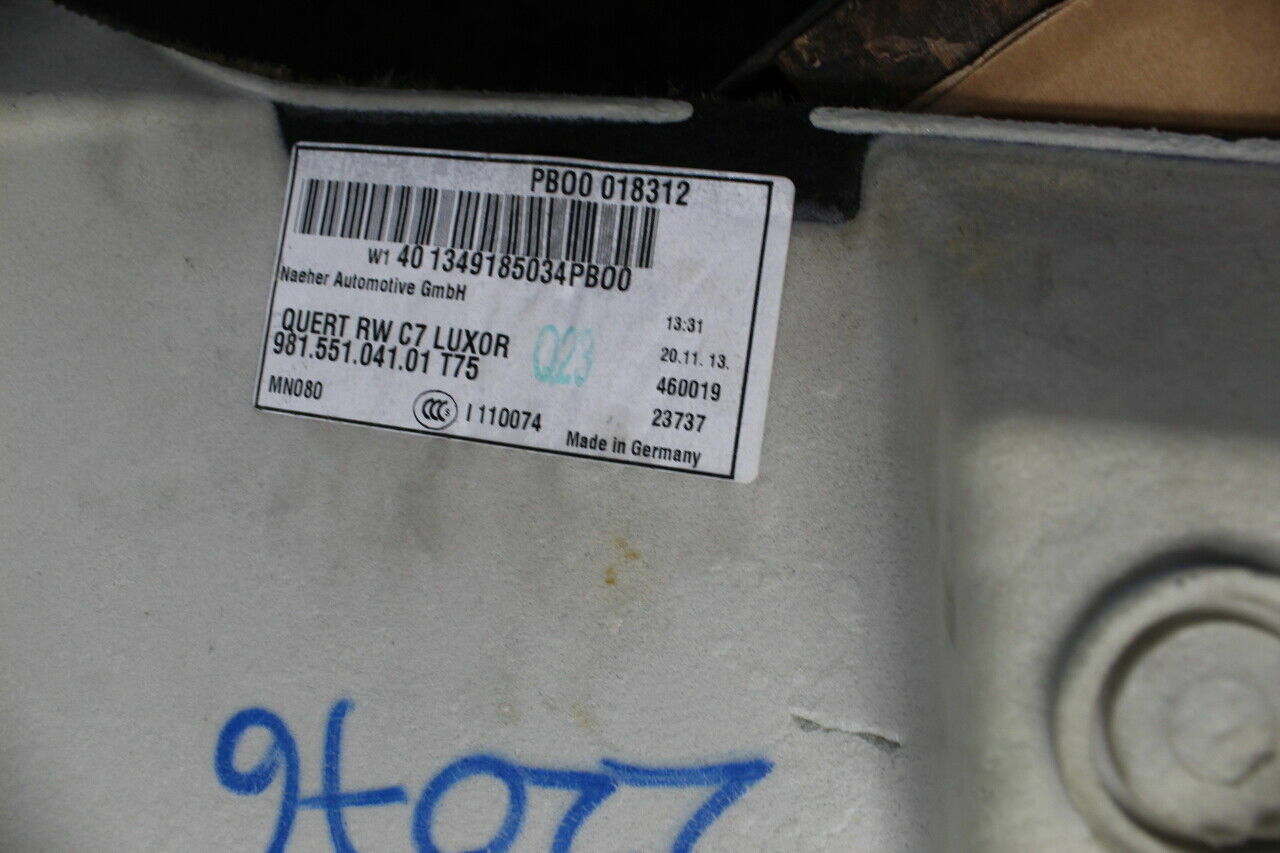 PBO0 018312
W1 40 1349185034PBO0
Naeher Automotive GmbH
QUERT RW C7 LUXOR
981.551.041.01 T75
Q23
13:31
20.11. 13.
460019
23737
MN080
CCC S I 110074
Made in Germany